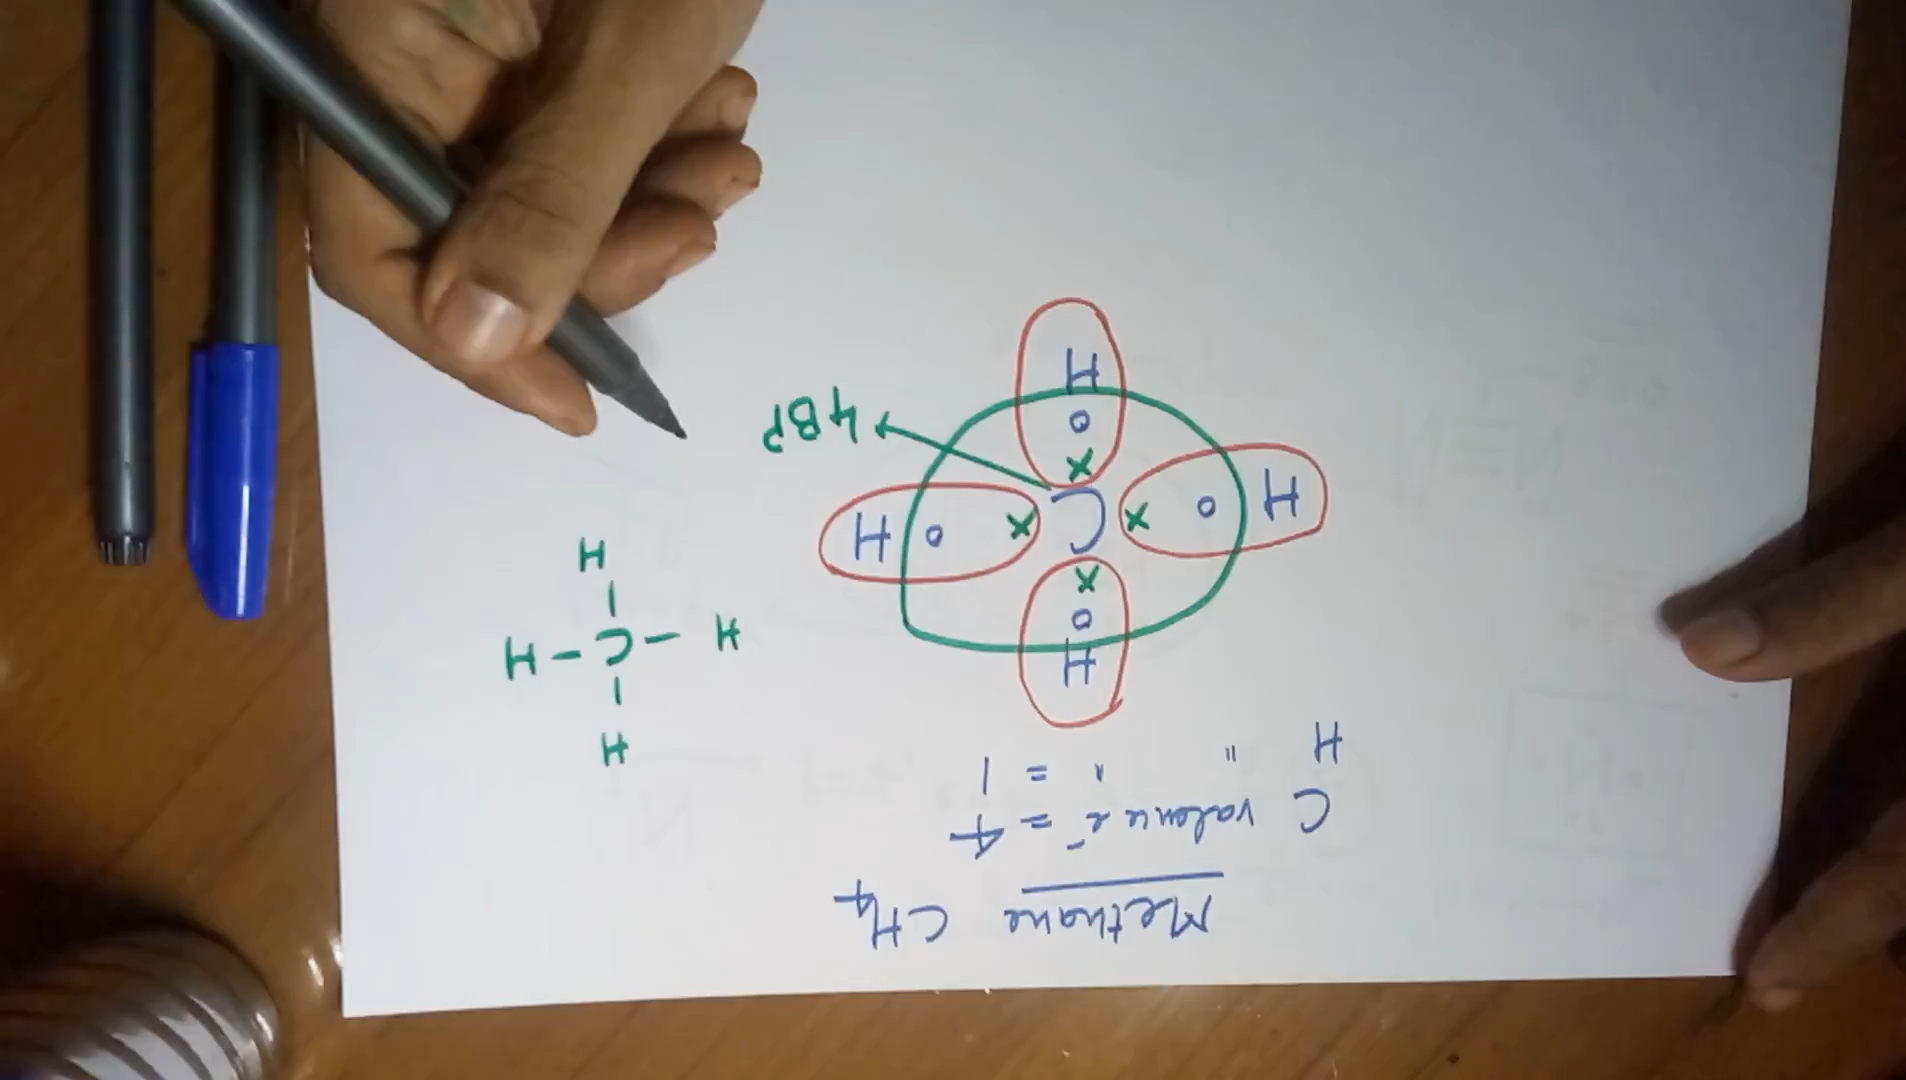 Methane CH4
C valence e- = 4
H " " = 1
H
H o x C x o H
x
o
H
x
o
H
4BP
H
H - C - H
H